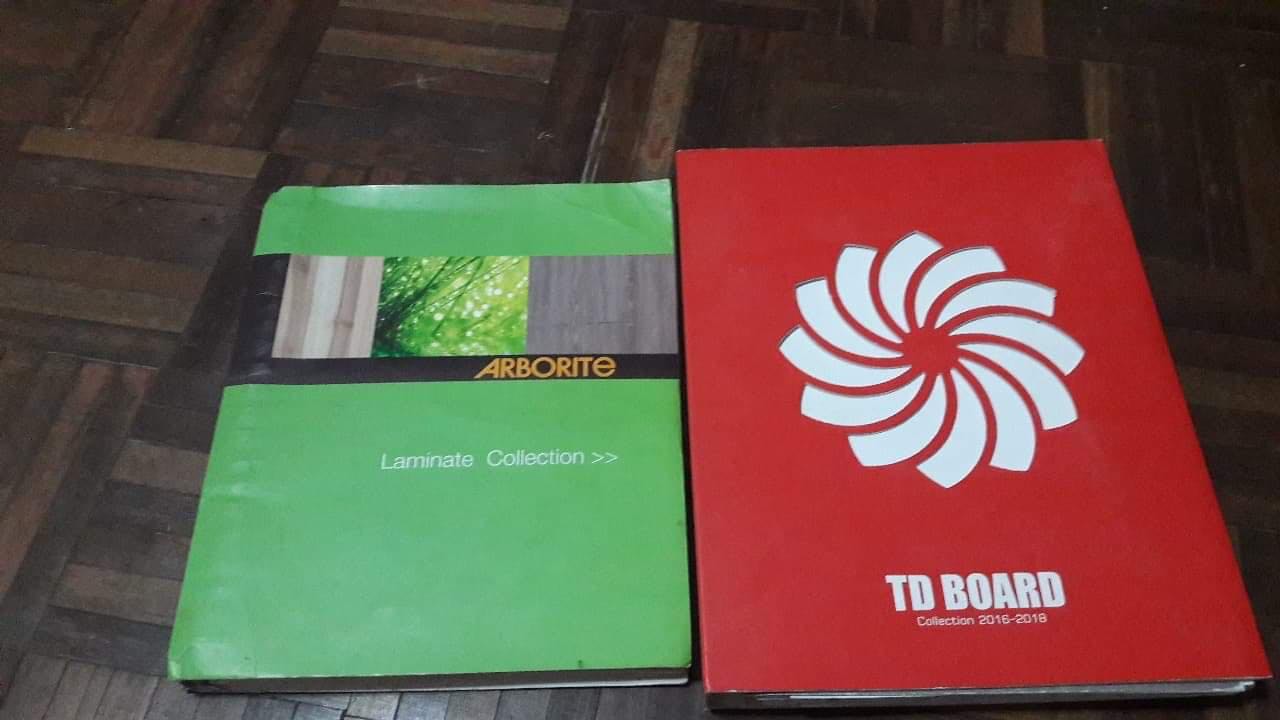 ARBORITE
Laminate Collection >>
TD BOARD
Collection 2016-2018